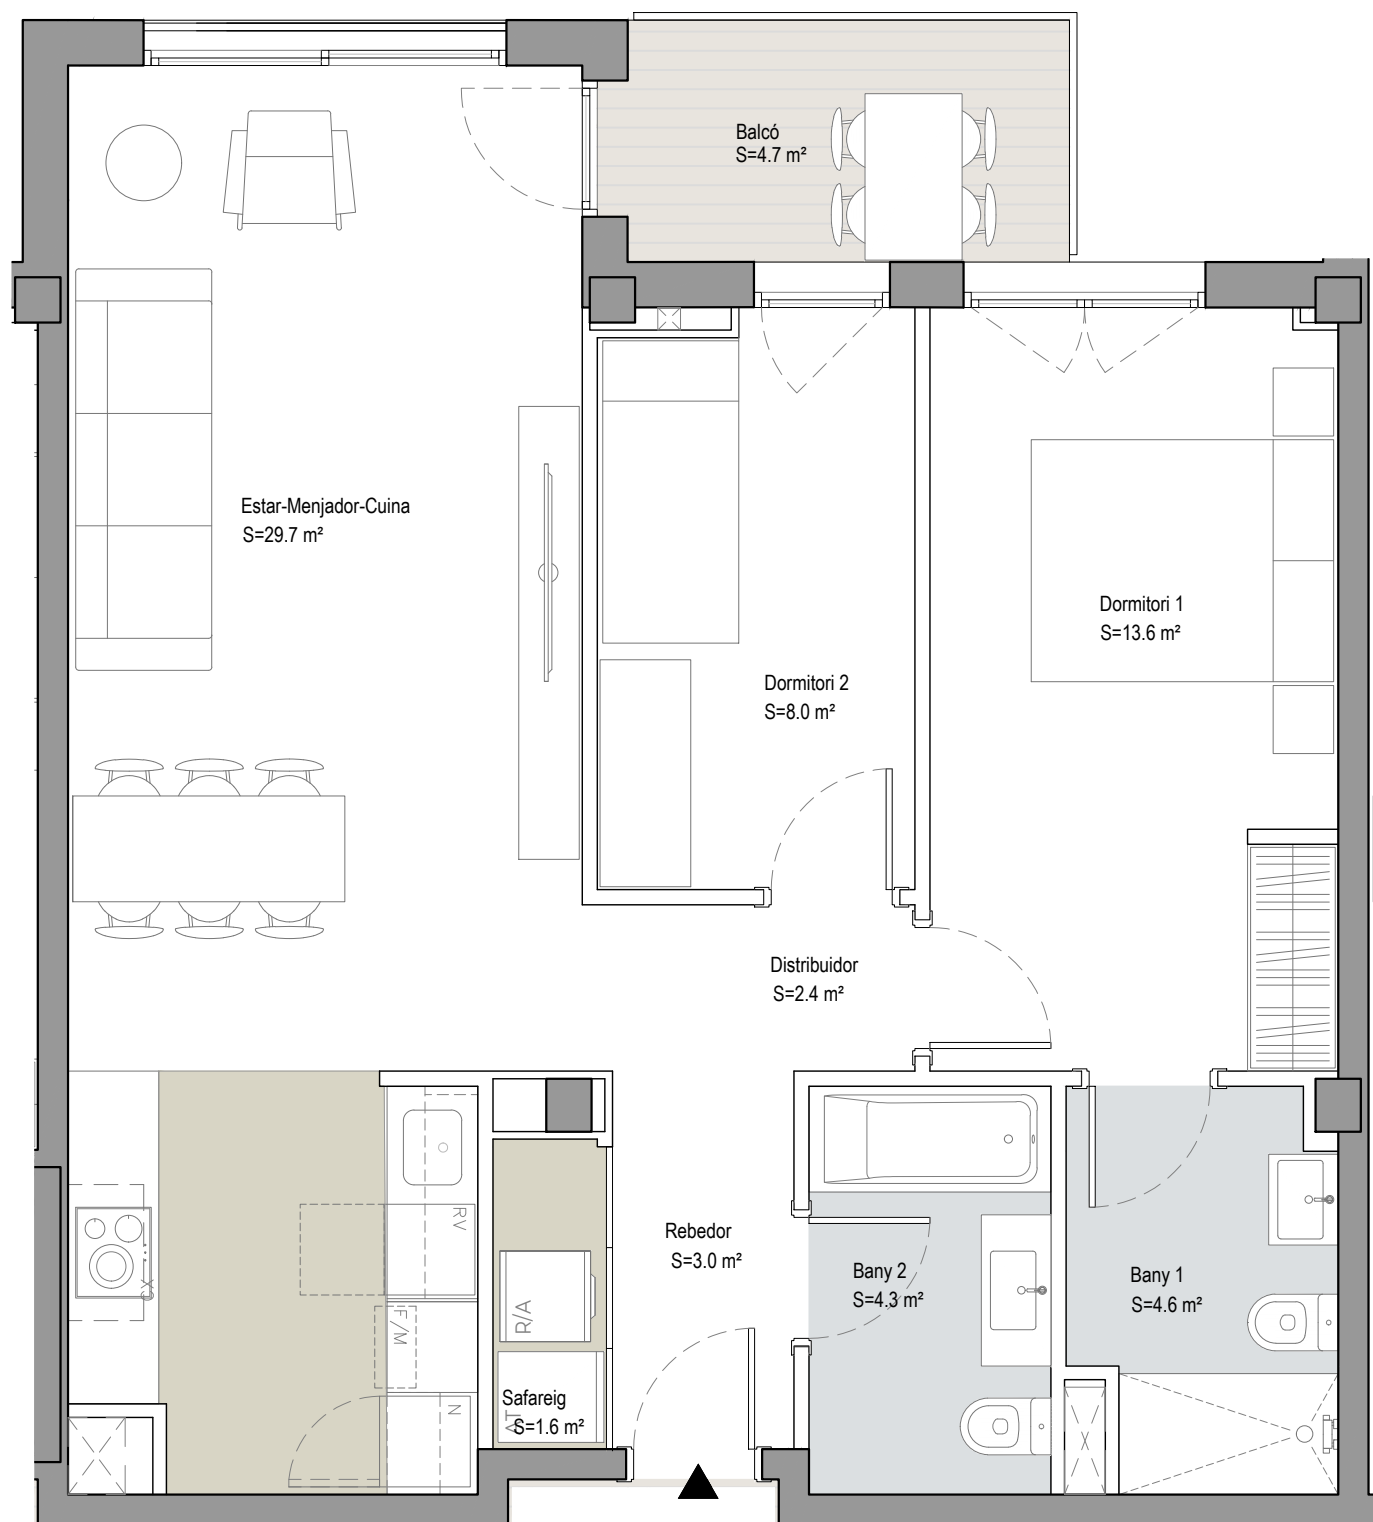 Balcó
S=4.7 m²
Estar-Menjador-Cuina
S=29.7 m²
Dormitori 1
S=13.6 m²
Dormitori 2
S=8.0 m²
Distribuidor
S=2.4 m²
RV
Rebedor
S=3.0 m²
Bany 2
S=4.3 m²
Bany 1
S=4.6 m²
R/A
F/M
N
Safareig
S=1.6 m²